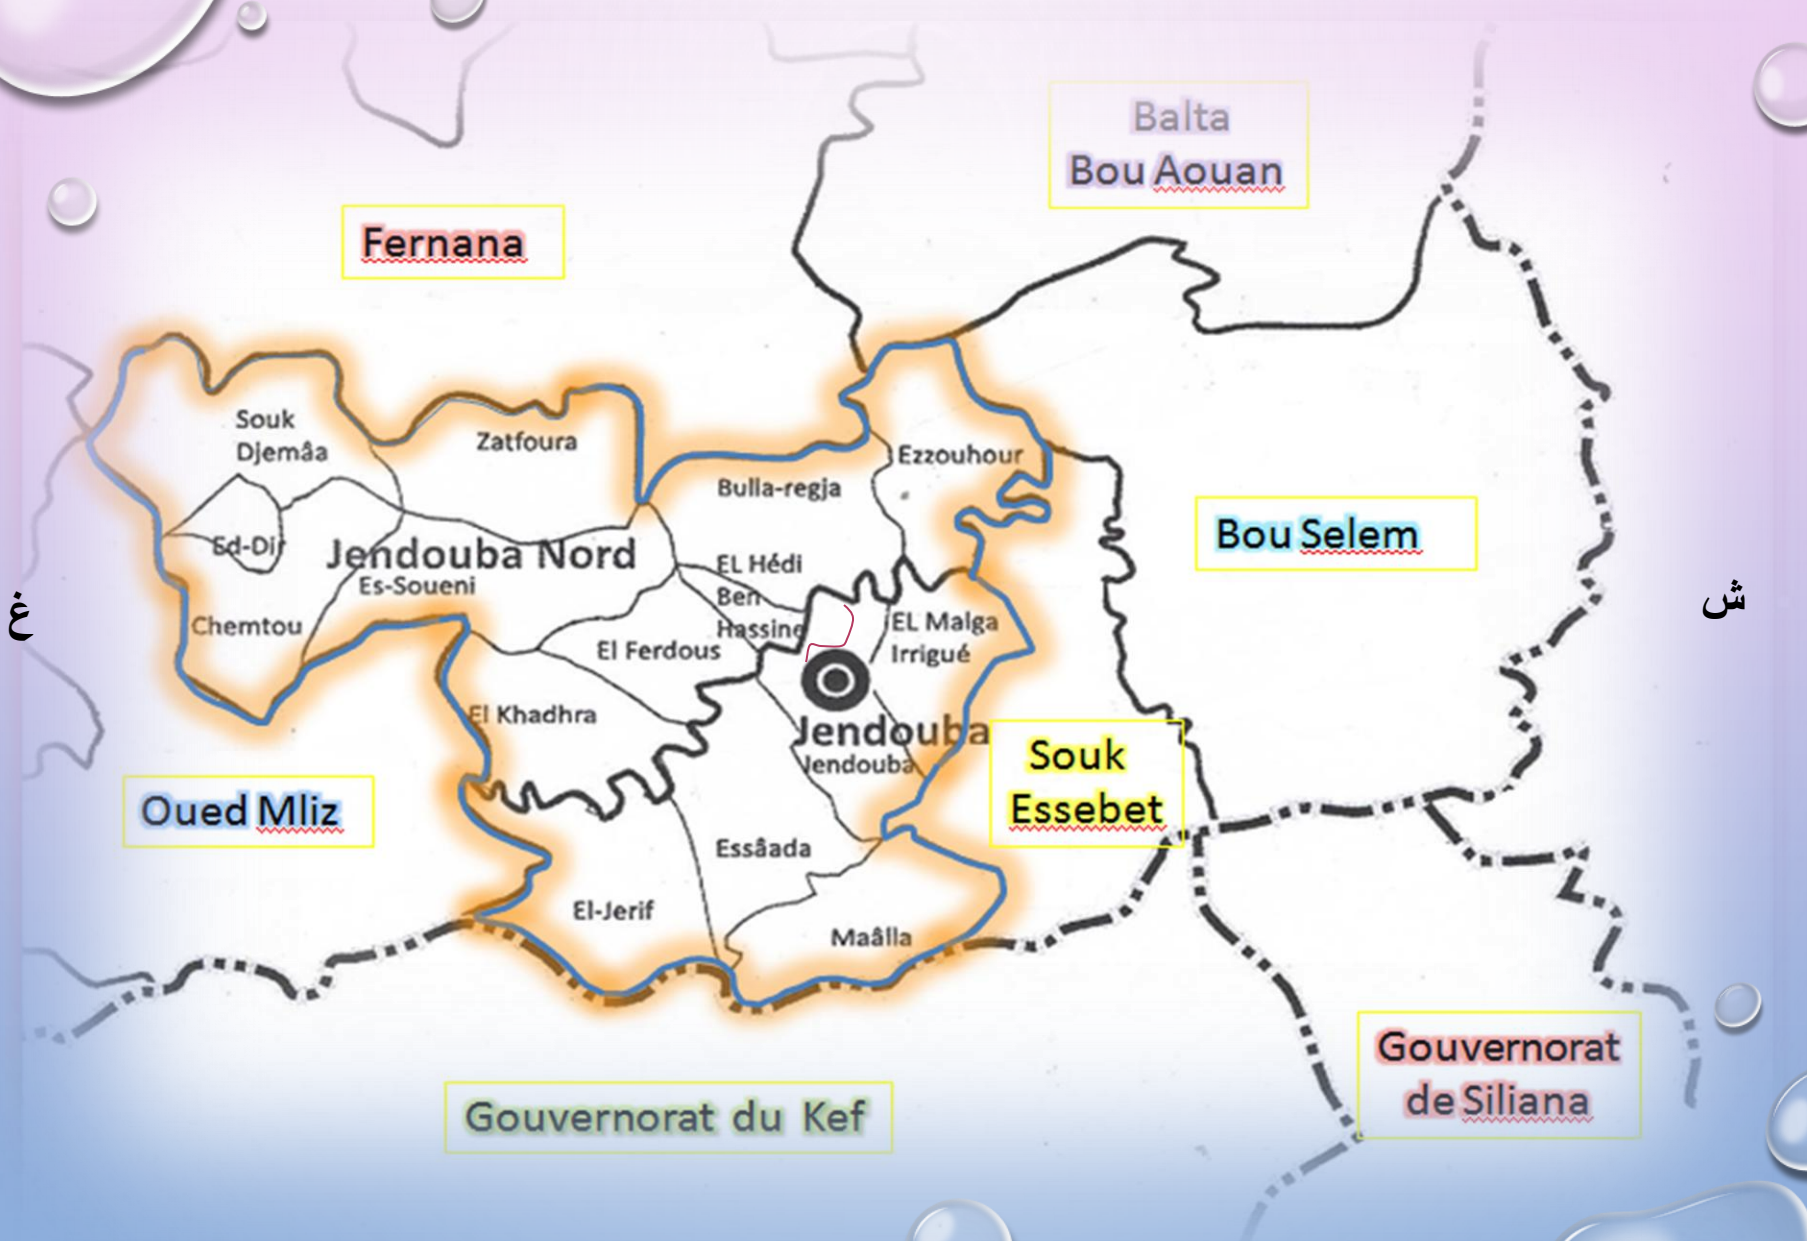 Balta
Bou Aouan
Fernana
Souk
Djemâa
Zatfoura
Ezzouhour
Bulla-regja
Bou Selem
Ed-Dir
Jendouba Nord
EL Hédi
Ben
Hassine
Es-Soueni
غ
ش
Chemtou
El Ferdous
EL Malga
Irrigué
El Khadhra
Jendouba
Jendouba
Souk
Essebet
Oued Mliz
Essâada
El-Jerif
Maâlla
Gouvernorat
de Siliana
Gouvernorat du Kef